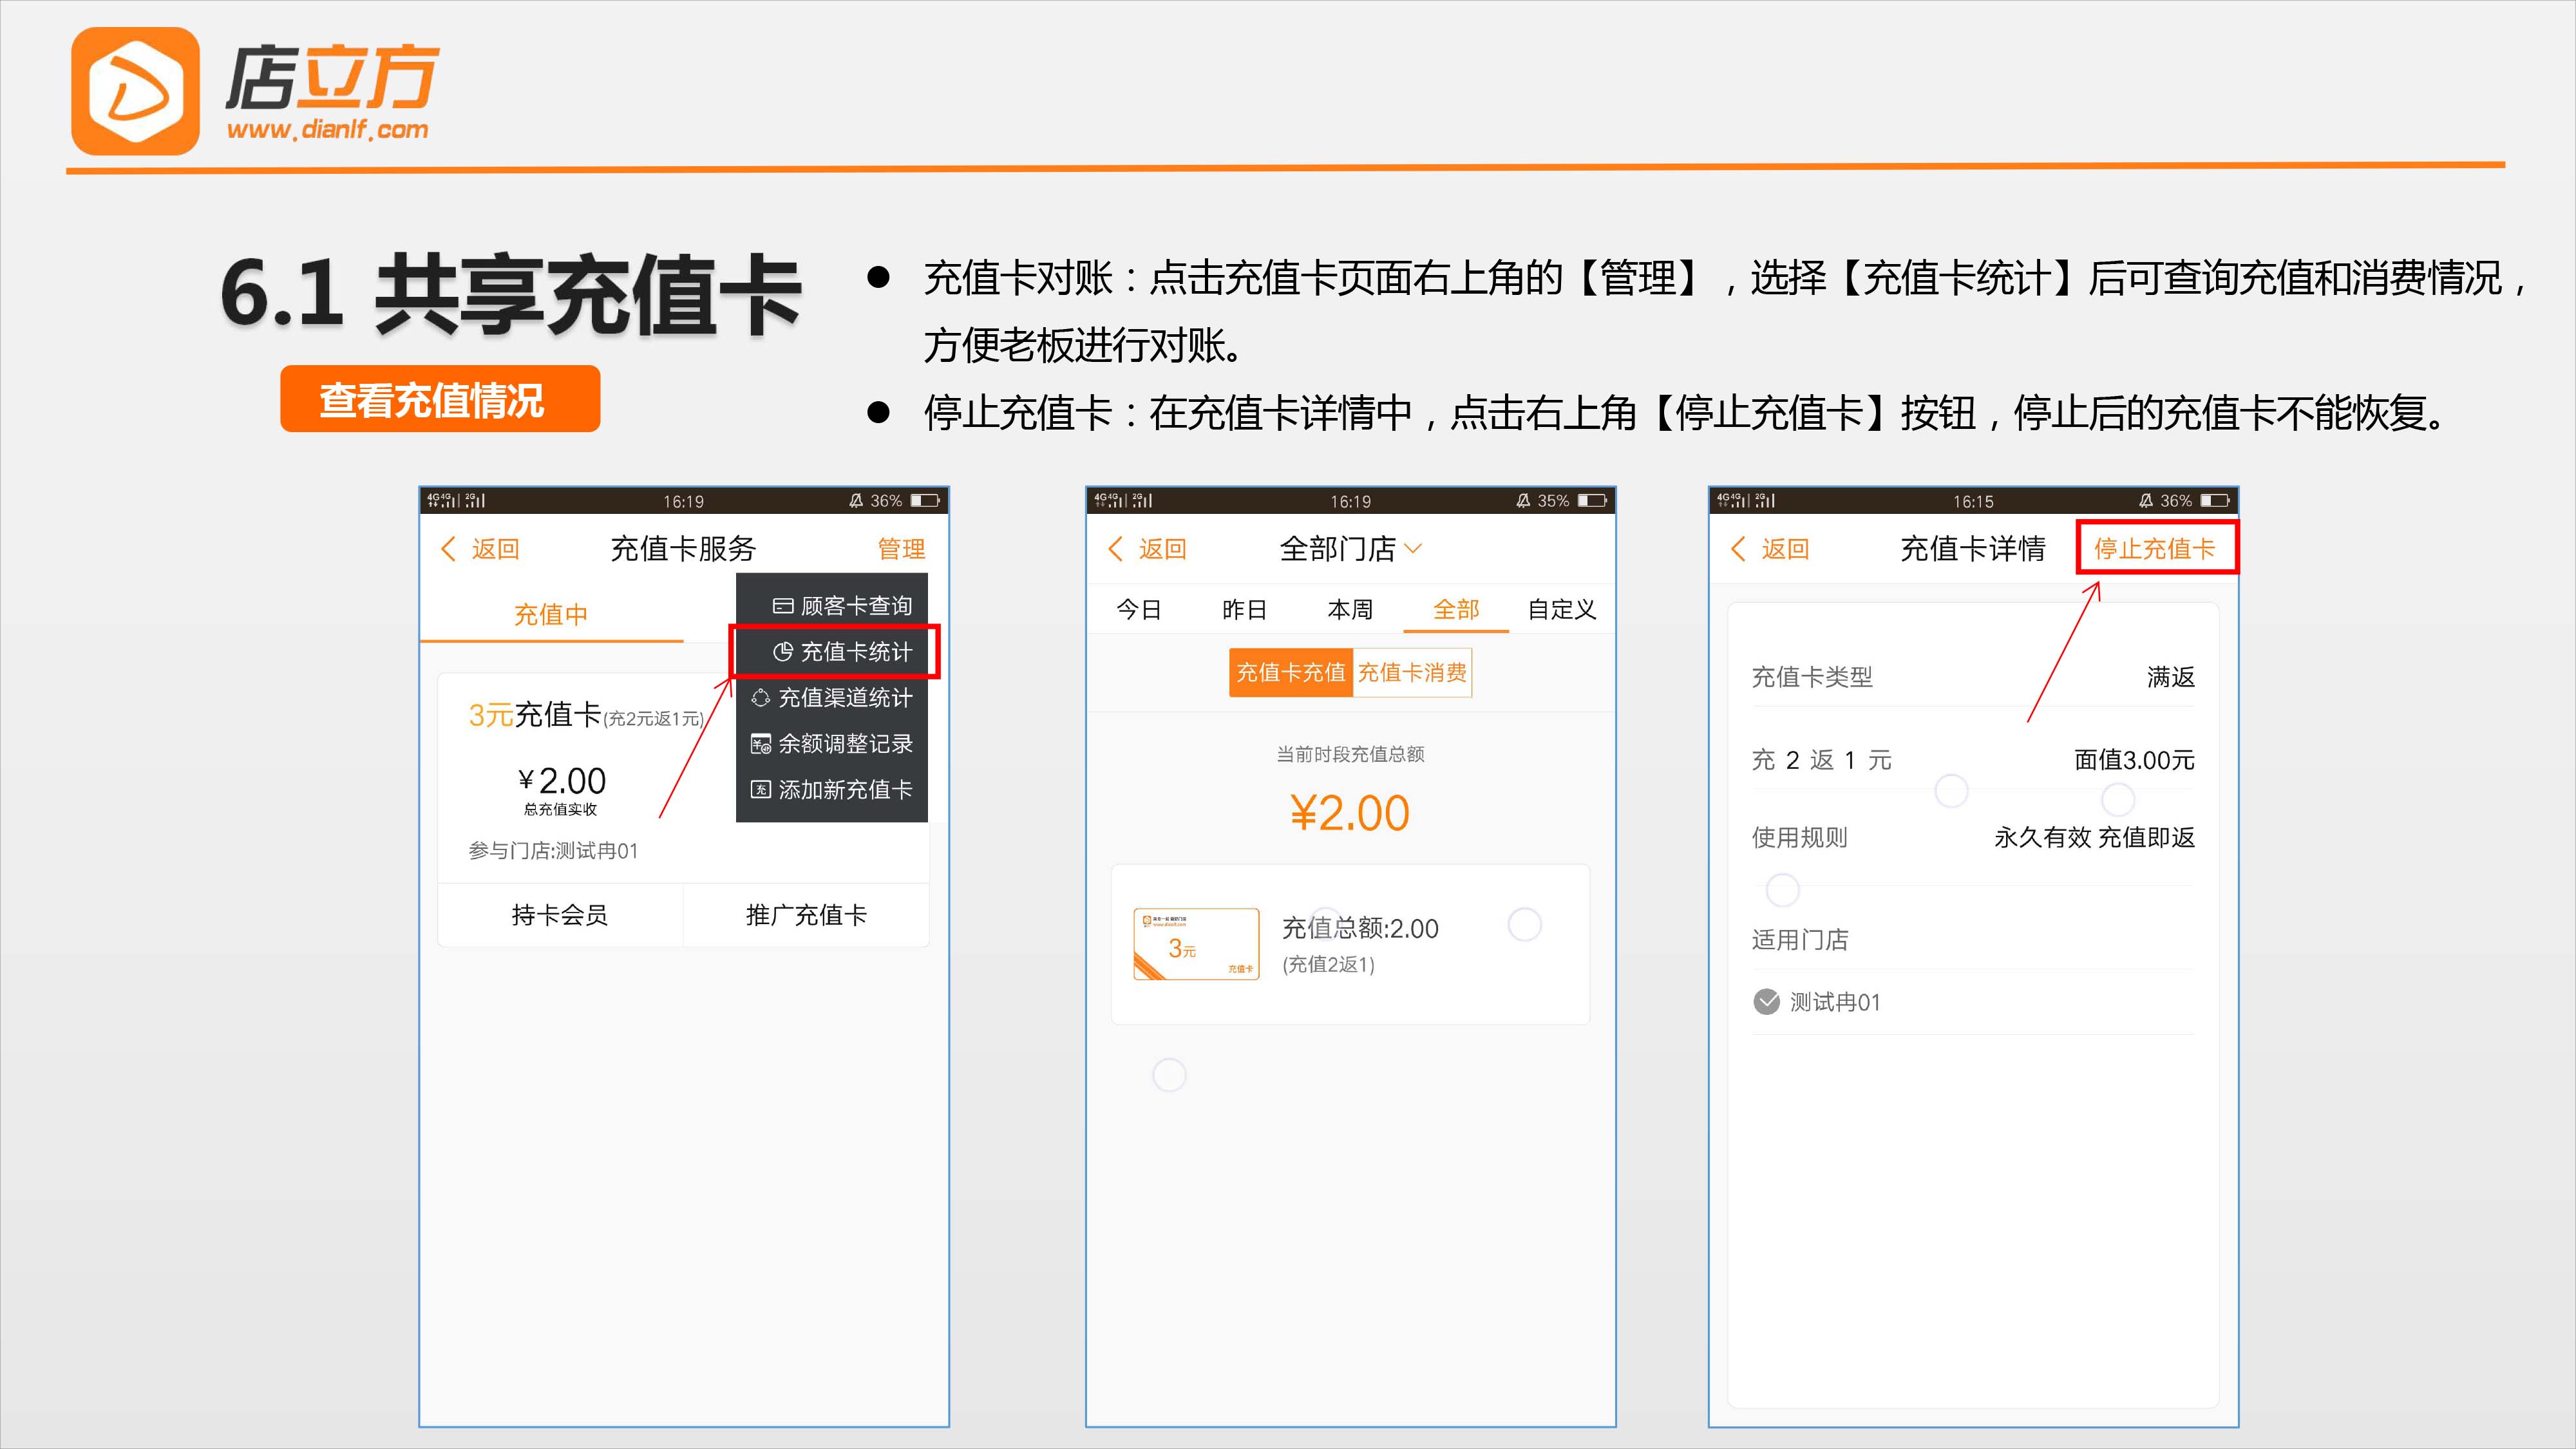 店立方
www.dianlf.com
6.1 共享充值卡
查看充值情况
● 充值卡对账：点击充值卡页面右上角的【管理】，选择【充值卡统计】后可查询充值和消费情况，
方便老板进行对账。
● 停止充值卡：在充值卡详情中，点击右上角【停止充值卡】按钮，停止后的充值卡不能恢复。
4G 4G 2G 16:19 36%
返回 充值卡服务 管理
充值中
顾客卡查询
充值卡统计
充值渠道统计
余额调整记录
添加新充值卡
3元充值卡(充2元返1元)
¥2.00
总充值实收
参与门店:测试冉01
持卡会员 推广充值卡
4G 4G 2G 16:19 35%
返回 全部门店
今日 昨日 本周 全部 自定义
充值卡充值 充值卡消费
当前时段充值总额
¥2.00
www.dianlf.com
3元
充值卡
充值总额:2.00
(充值2返1)
4G 4G 2G 16:15 36%
返回 充值卡详情 停止充值卡
充值卡类型 满返
充 2 返 1 元 面值3.00元
使用规则 永久有效 充值即返
适用门店
测试冉01